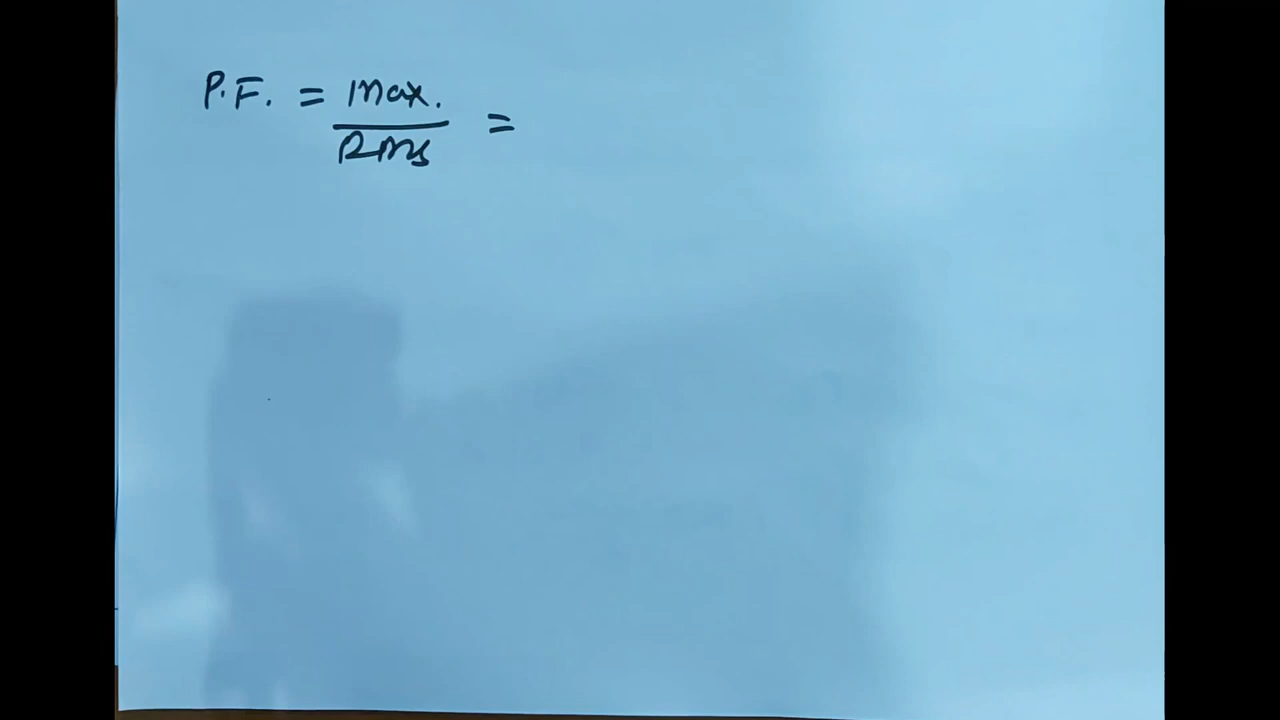 P.F. = max. / Rms =